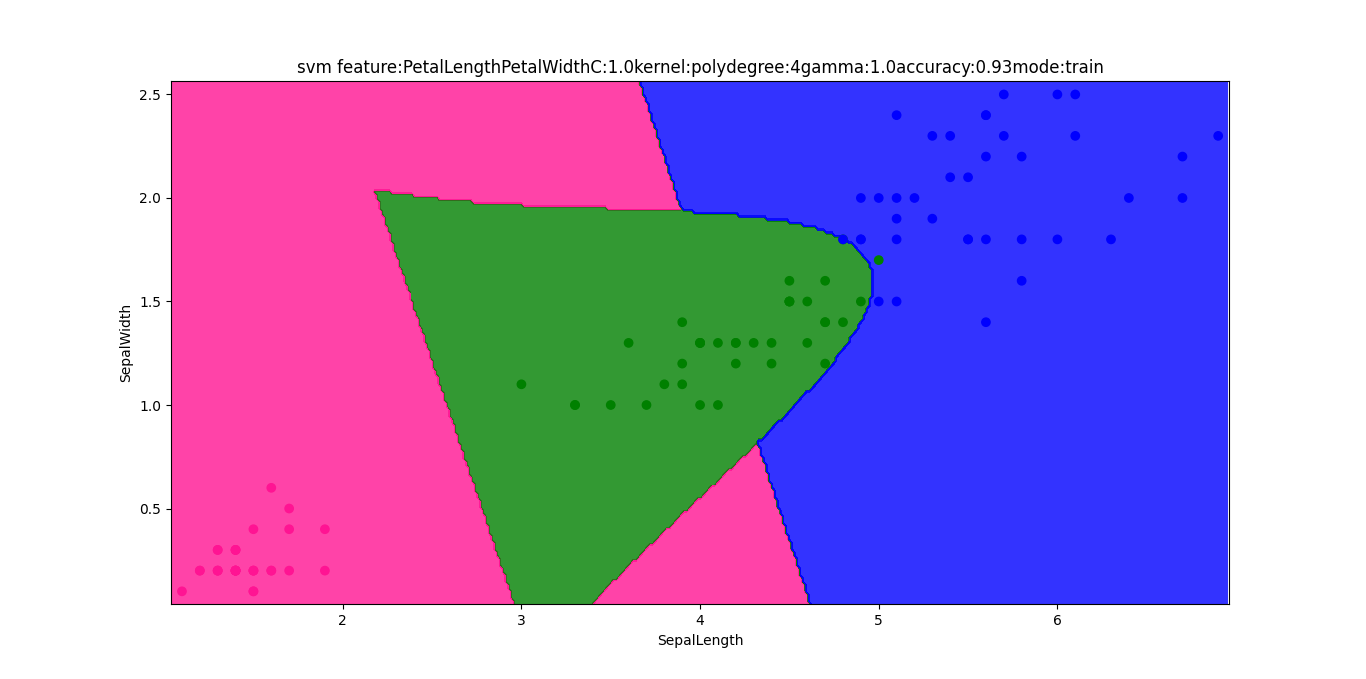 svm feature:PetalLengthPetalWidthC:1.0kernel:polydegree:4gamma:1.0accuracy:0.93mode:train
2.5
2.0
1.5
1.0
0.5
SepalWidth
2 3 4 5 6
SepalLength